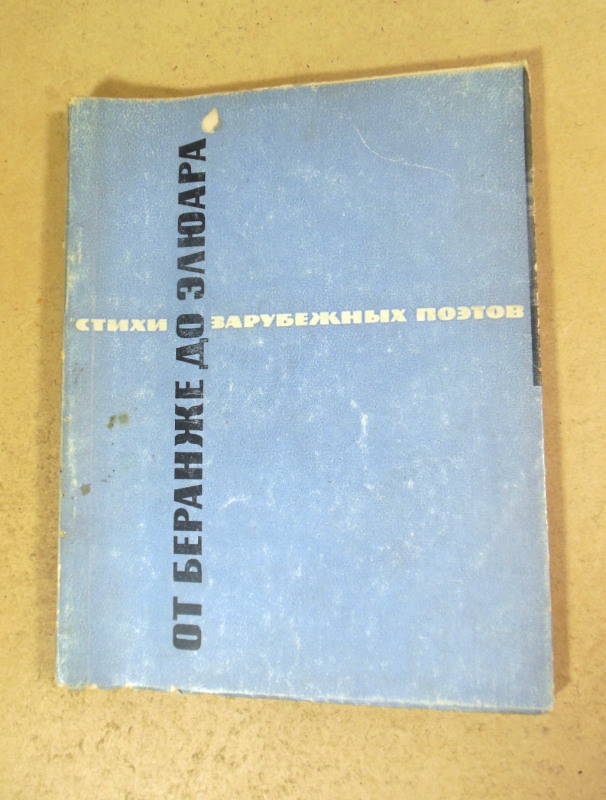 ОТ БЕРАНЖЕ ДО ЭЛЮАРА
СТИХИ ЗАРУБЕЖНЫХ ПОЭТОВ